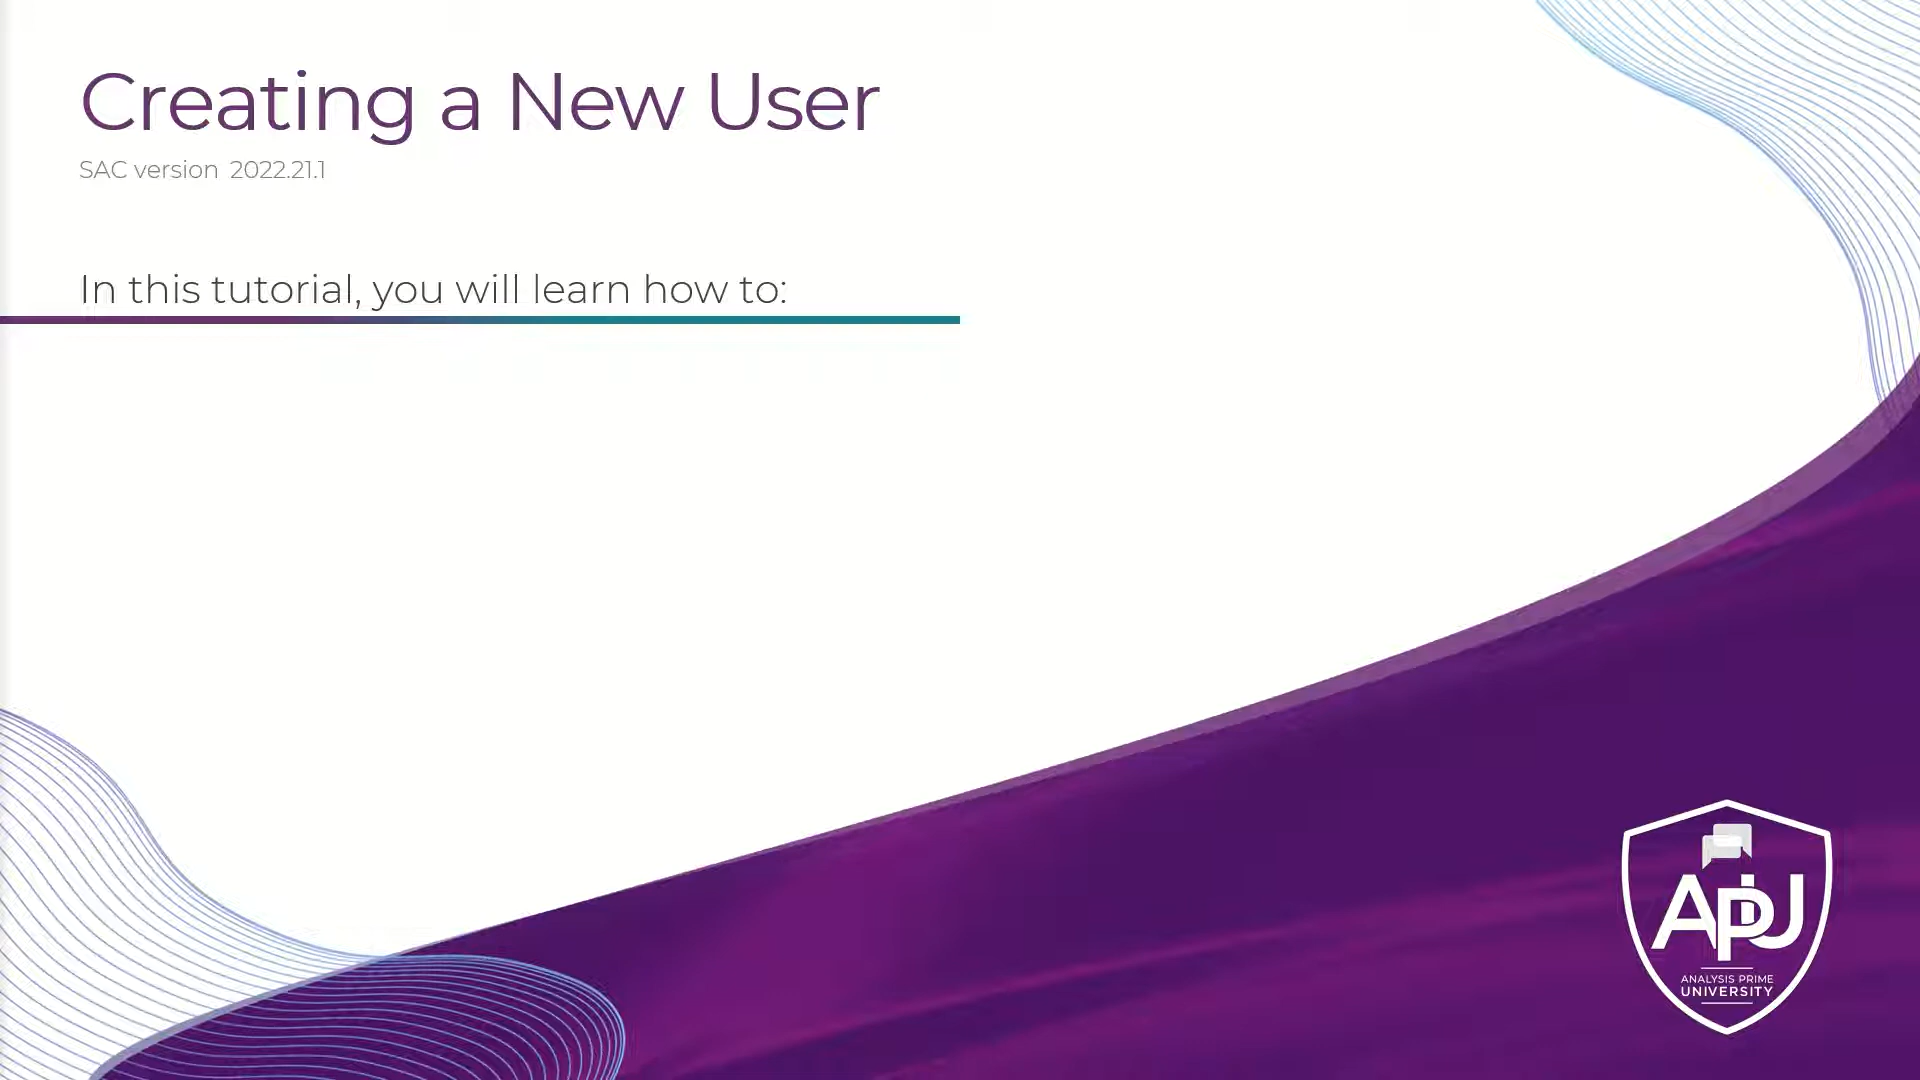 Creating a New User
SAC version 2022.21.1
In this tutorial, you will learn how to:
APU
ANALYSIS PRIME
UNIVERSITY